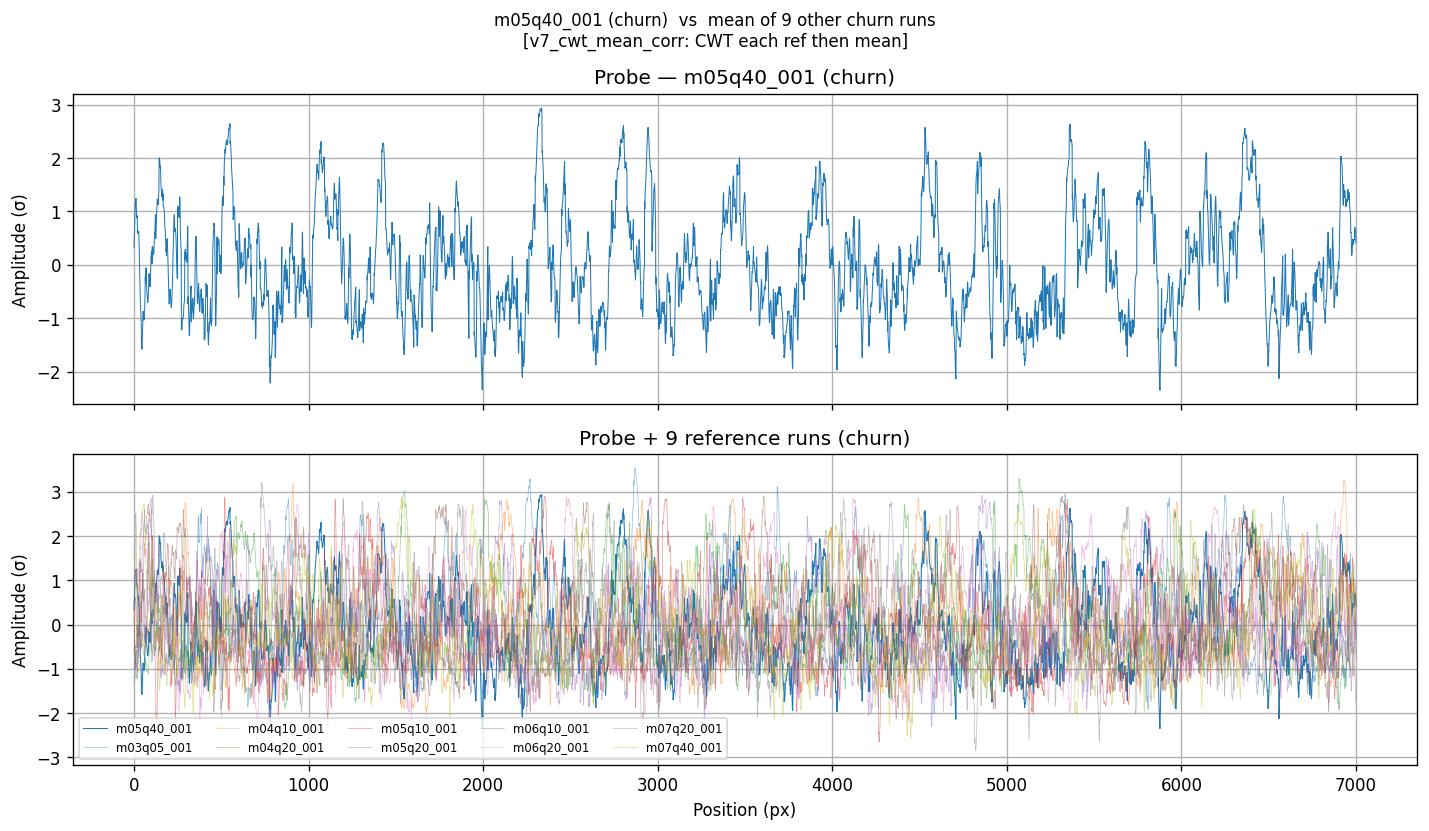 m05q40_001 (churn)  vs  mean of 9 other churn runs
[v7_cwt_mean_corr: CWT each ref then mean]
Probe — m05q40_001 (churn)
3
2
1
0
−1
−2
Amplitude (σ)
Probe + 9 reference runs (churn)
3
2
1
0
−1
−2
−3
Amplitude (σ)
m05q40_001 m04q10_001 m05q10_001 m06q10_001 m07q20_001
m03q05_001 m04q20_001 m05q20_001 m06q20_001 m07q40_001
0 1000 2000 3000 4000 5000 6000 7000
Position (px)